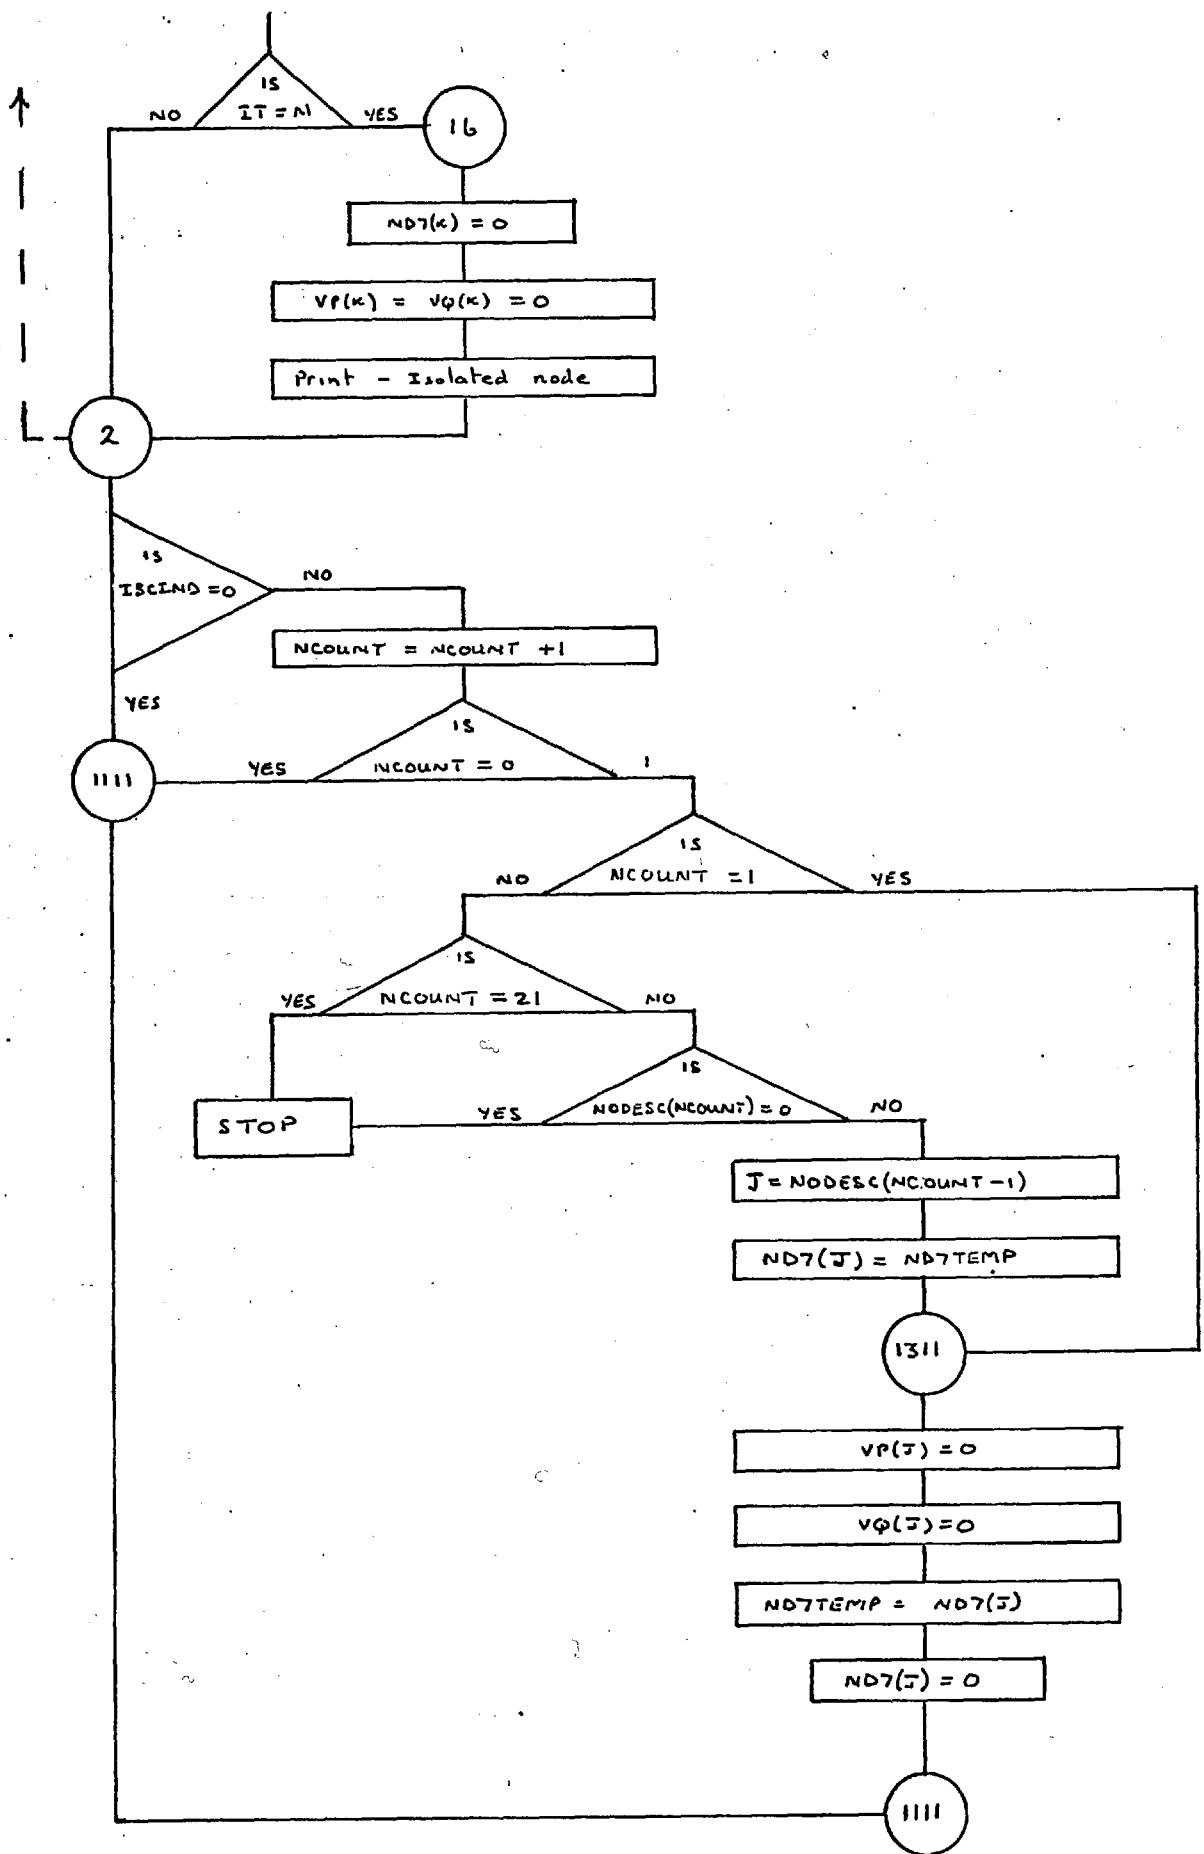 IS
IT = N
NO
YES
16
ND7(K) = 0
VP(K) = VQ(K) = 0
Print - Isolated node
2
IS
ISCIND = 0
NO
NCOUNT = NCOUNT +1
YES
IS
NCOUNT = 0
YES
1
1111
IS
NCOUNT = 1
NO
YES
IS
NCOUNT = 21
YES
NO
IS
NODESC(NCOUNT) = 0
YES
NO
STOP
J = NODESC(NCOUNT-1)
ND7(J) = ND7TEMP
1311
VP(J) = 0
VQ(J) = 0
ND7TEMP = ND7(J)
ND7(J) = 0
1111